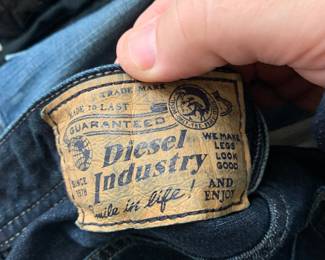 TRADE MARK
MADE TO LAST
GUARANTEED
Diesel
Industry
SINCE
1978
WE MAKE
LEGS
LOOK
GOOD
AND
ENJOY
Smile in life!